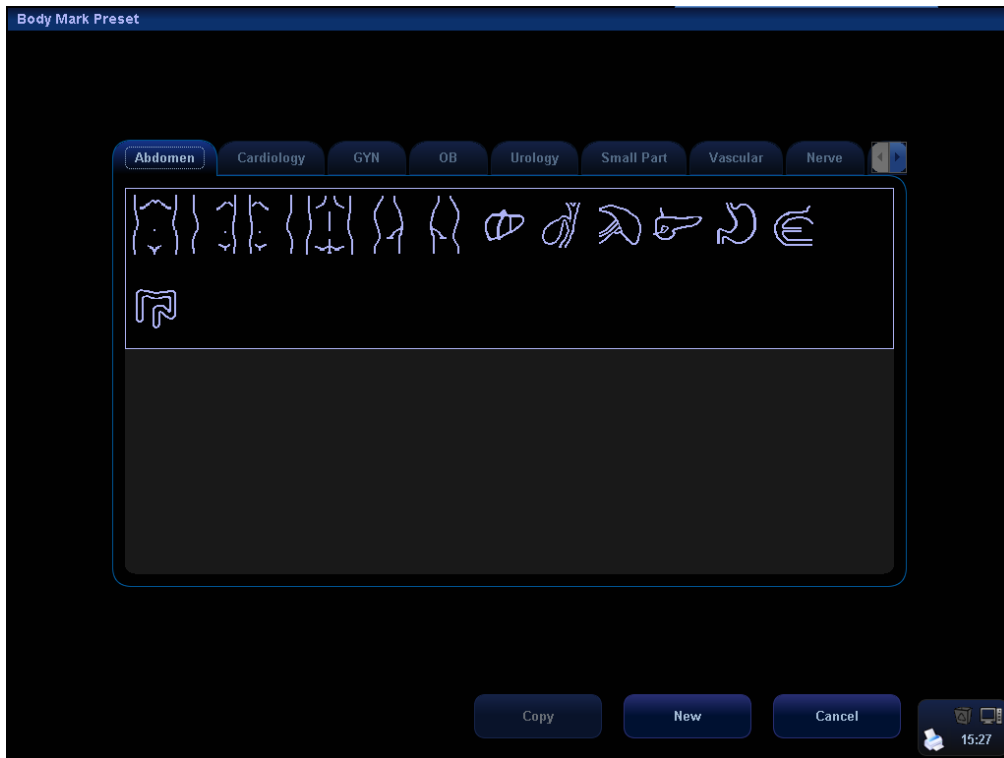 Body Mark Preset
Abdomen Cardiology GYN OB Urology Small Part Vascular Nerve
Copy New Cancel
15:27